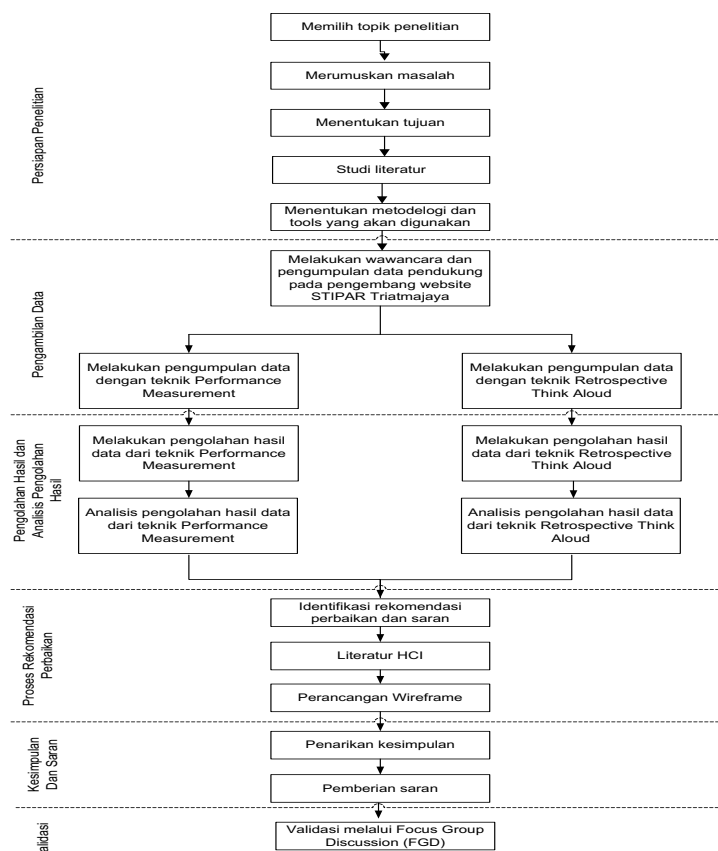 Memilih topik penelitian
Merumuskan masalah
Menentukan tujuan
Studi literatur
Menentukan metodelogi dan
tools yang akan digunakan
Persiapan Penelitian
Melakukan wawancara dan
pengumpulan data pendukung
pada pengembang website
STIPAR Triatmajaya
Melakukan pengumpulan data
dengan teknik Performance
Measurement
Melakukan pengumpulan data
dengan teknik Retrospective
Think Aloud
Pengambilan Data
Melakukan pengolahan hasil
data dari teknik Performance
Measurement
Melakukan pengolahan hasil
data dari teknik Retrospective
Think Aloud
Analisis pengolahan hasil data
dari teknik Performance
Measurement
Analisis pengolahan hasil data
dari teknik Retrospective Think
Aloud
Pengolahan Hasil dan
Analisis Pengolahan
Hasil
Identifikasi rekomendasi
perbaikan dan saran
Literatur HCI
Perancangan Wireframe
Proses Rekomendasi
Perbaikan
Penarikan kesimpulan
Pemberian saran
Kesimpulan
Dan Saran
Validasi melalui Focus Group
Discussion (FGD)
alidasi